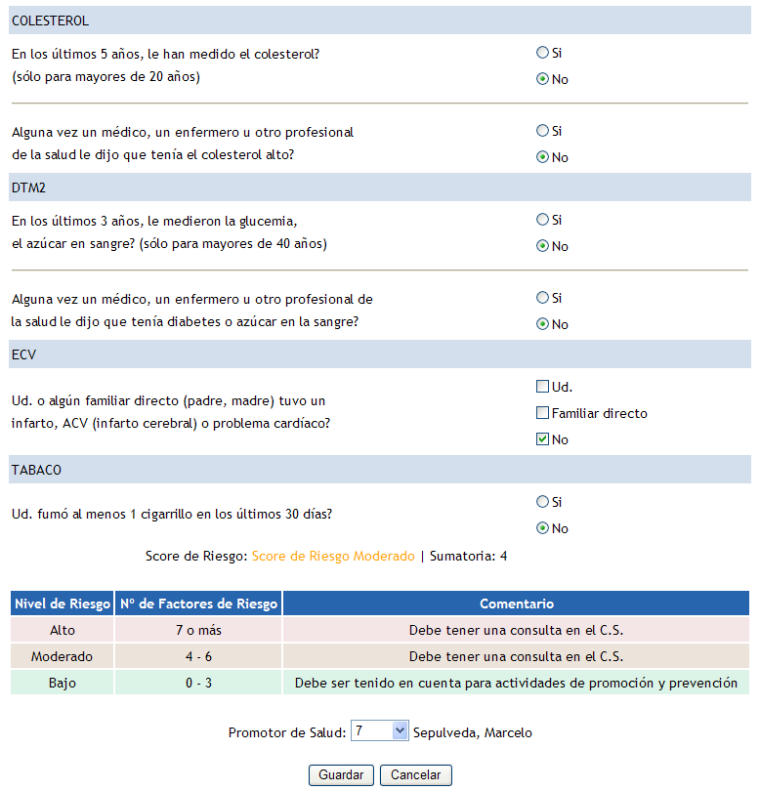 COLESTEROL
En los últimos 5 años, le han medido el colesterol?
(sólo para mayores de 20 años)
Si
No
Alguna vez un médico, un enfermero u otro profesional
de la salud le dijo que tenía el colesterol alto?
Si
No
DTM2
En los últimos 3 años, le medieron la glucemia,
el azúcar en sangre? (sólo para mayores de 40 años)
Si
No
Alguna vez un médico, un enfermero u otro profesional de
la salud le dijo que tenía diabetes o azúcar en la sangre?
Si
No
ECV
Ud. o algún familiar directo (padre, madre) tuvo un
infarto, ACV (infarto cerebral) o problema cardíaco?
Ud.
Familiar directo
No
TABACO
Ud. fumó al menos 1 cigarrillo en los últimos 30 días?
Si
No
Score de Riesgo: Score de Riesgo Moderado | Sumatoria: 4
Nivel de Riesgo Nº de Factores de Riesgo Comentario
Alto 7 o más Debe tener una consulta en el C.S.
Moderado 4 - 6 Debe tener una consulta en el C.S.
Bajo 0 - 3 Debe ser tenido en cuenta para actividades de promoción y prevención
Promotor de Salud: 7 Sepulveda, Marcelo
Guardar Cancelar